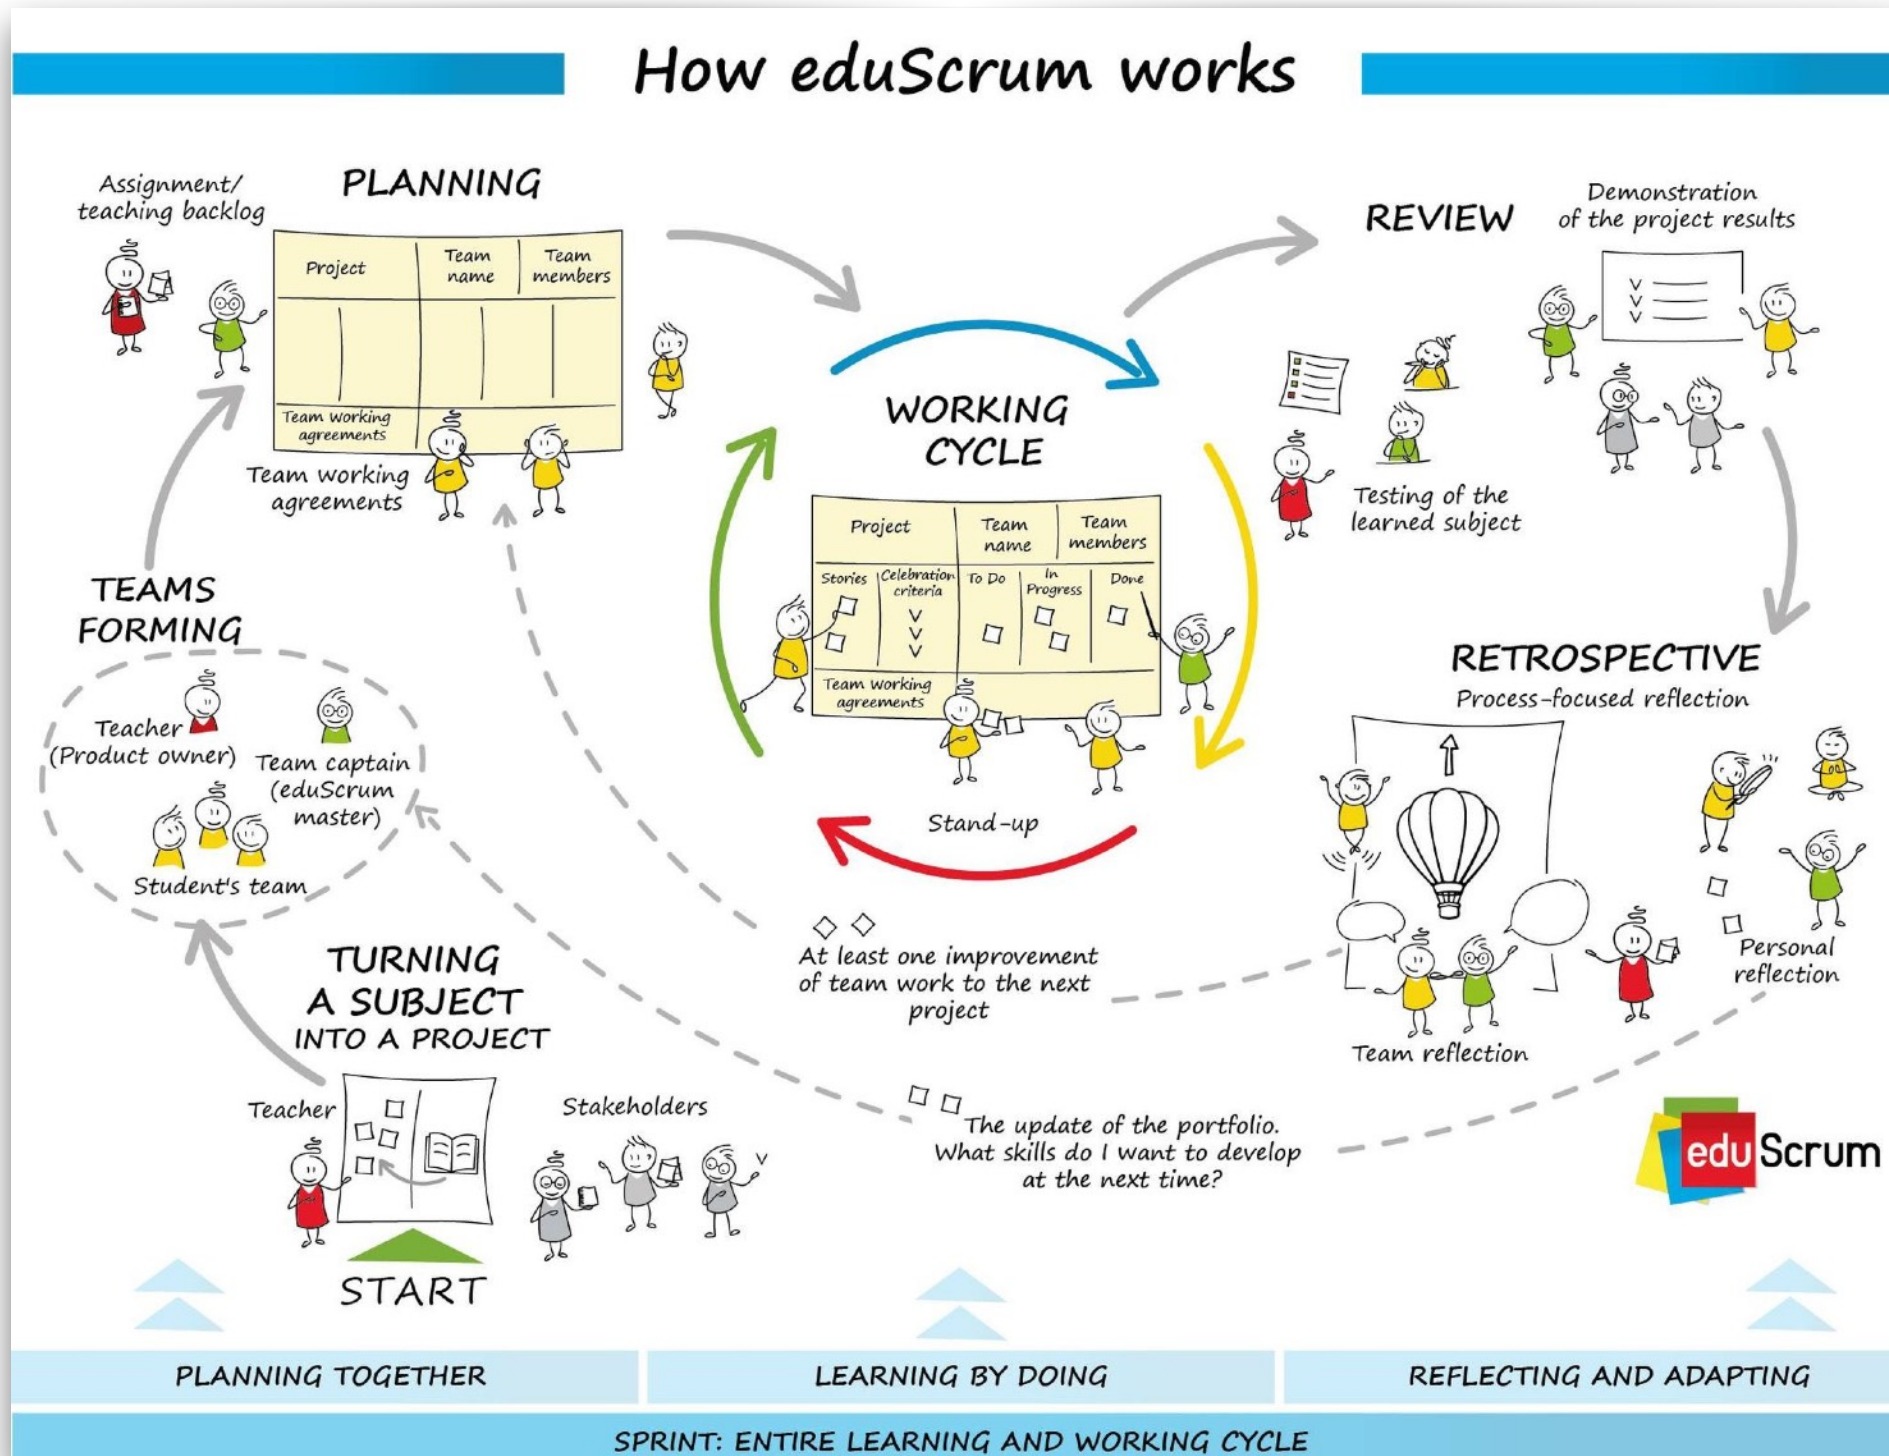 How eduScrum works
Assignment/
teaching backlog
PLANNING
Project
Team
name
Team
members
Team working
agreements
Team working
agreements
TEAMS
FORMING
Teacher
(Product owner)
Team captain
(eduScrum
master)
Student's team
TURNING
A SUBJECT
INTO A PROJECT
Teacher
Stakeholders
START
WORKING
CYCLE
Project
Team
name
Team
members
Stories
Celebration
criteria
To Do
In
Progress
Done
Team working
agreements
Stand-up
At least one improvement
of team work to the next
project
The update of the portfolio.
What skills do I want to develop
at the next time?
REVIEW
Demonstration
of the project results
Testing of the
learned subject
RETROSPECTIVE
Process-focused reflection
Team reflection
Personal
reflection
eduScrum
PLANNING TOGETHER
LEARNING BY DOING
REFLECTING AND ADAPTING
SPRINT: ENTIRE LEARNING AND WORKING CYCLE